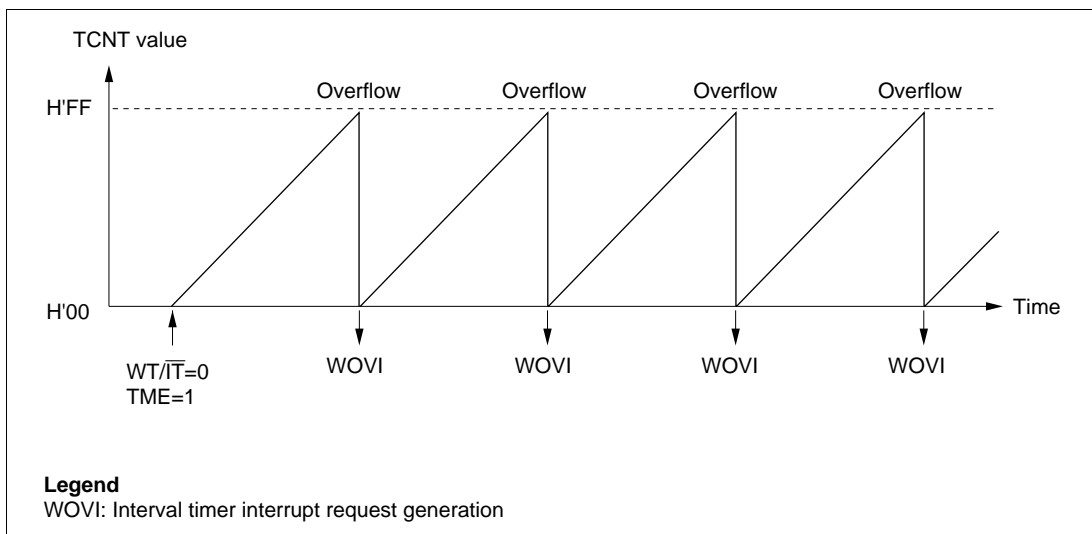 TCNT value
H'FF
Overflow Overflow Overflow Overflow
H'00
Time
WT/I̅T̅=0
TME=1
WOVI WOVI WOVI WOVI
Legend
WOVI: Interval timer interrupt request generation